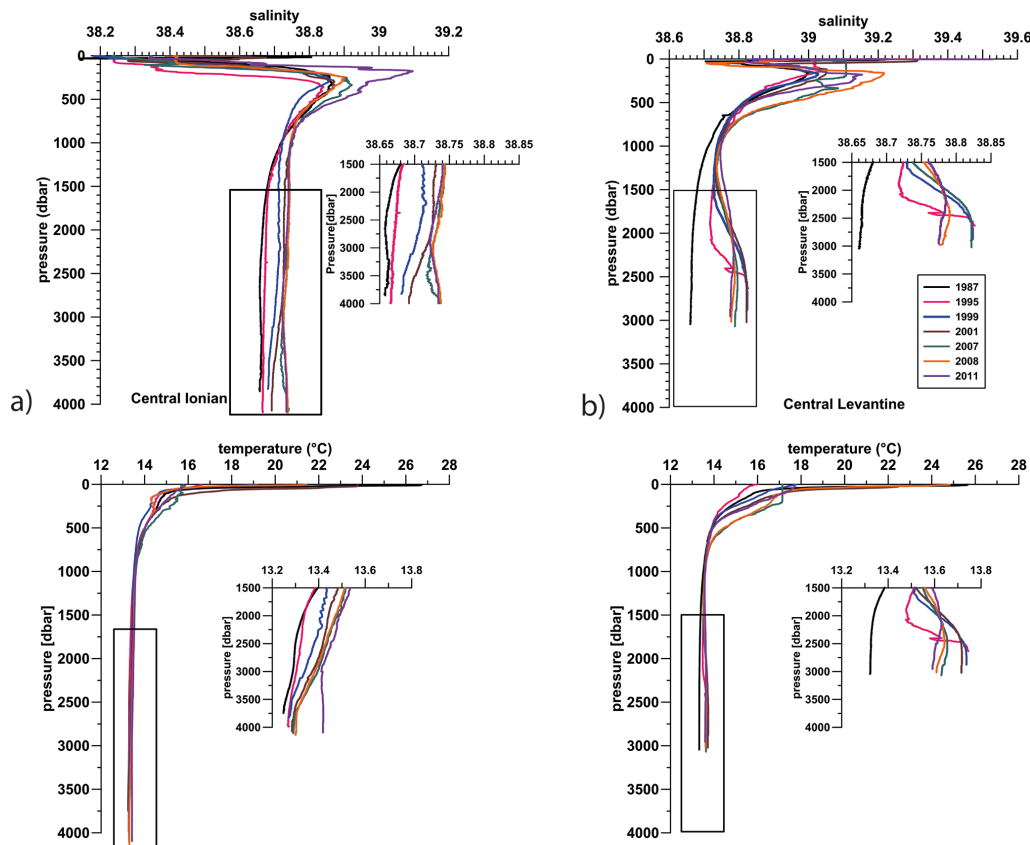 salinity
38.2 38.4 38.6 38.8 39 39.2
0
500
1000
1500
2000
2500
3000
3500
4000
pressure (dbar)
38.65 38.7 38.75 38.8 38.85
1500
2000
2500
3000
3500
4000
Pressure[dbar]
a)
Central Ionian
salinity
38.6 38.8 39 39.2 39.4 39.6
0
500
1000
1500
2000
2500
3000
3500
4000
pressure (dbar)
38.65 38.7 38.75 38.8 38.85
1500
2000
2500
3000
3500
4000
Pressure[dbar]
1987
1995
1999
2001
2007
2008
2011
b)
Central Levantine
temperature (°C)
12 14 16 18 20 22 24 26 28
0
500
1000
1500
2000
2500
3000
3500
4000
pressure [dbar]
13.2 13.4 13.6 13.8
1500
2000
2500
3000
3500
4000
pressure [dbar]
temperature (°C)
12 14 16 18 20 22 24 26 28
0
500
1000
1500
2000
2500
3000
3500
4000
pressure [dbar]
13.2 13.4 13.6 13.8
1500
2000
2500
3000
3500
4000
pressure [dbar]